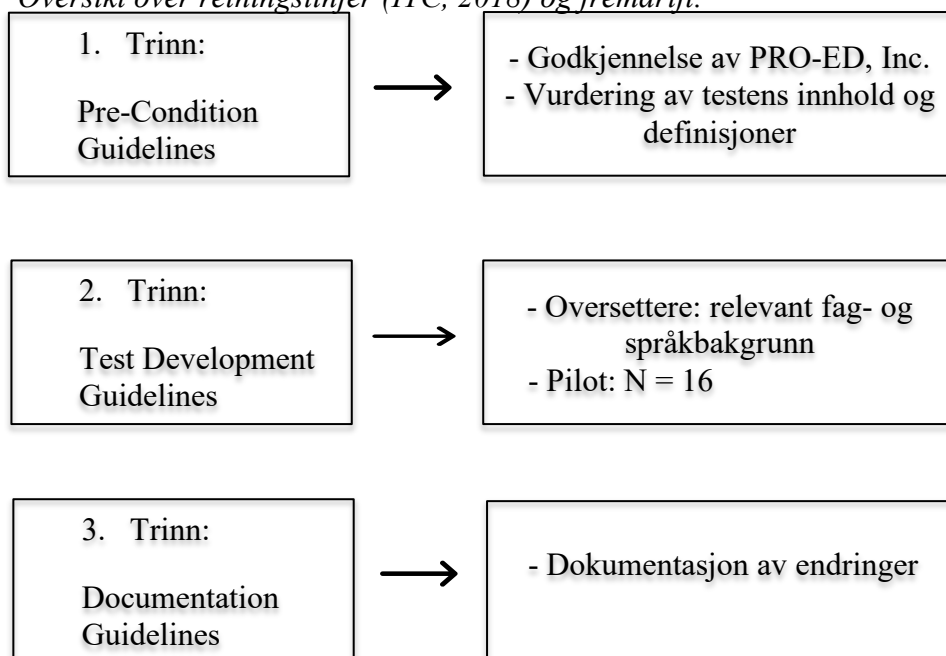 Oversikt over retningslinjer (ITC, 2018) og fremdrift.
1. Trinn:
Pre-Condition
Guidelines
- Godkjennelse av PRO-ED, Inc.
- Vurdering av testens innhold og
definisjoner
2. Trinn:
Test Development
Guidelines
- Oversettere: relevant fag- og
språkbakgrunn
- Pilot: N = 16
3. Trinn:
Documentation
Guidelines
- Dokumentasjon av endringer